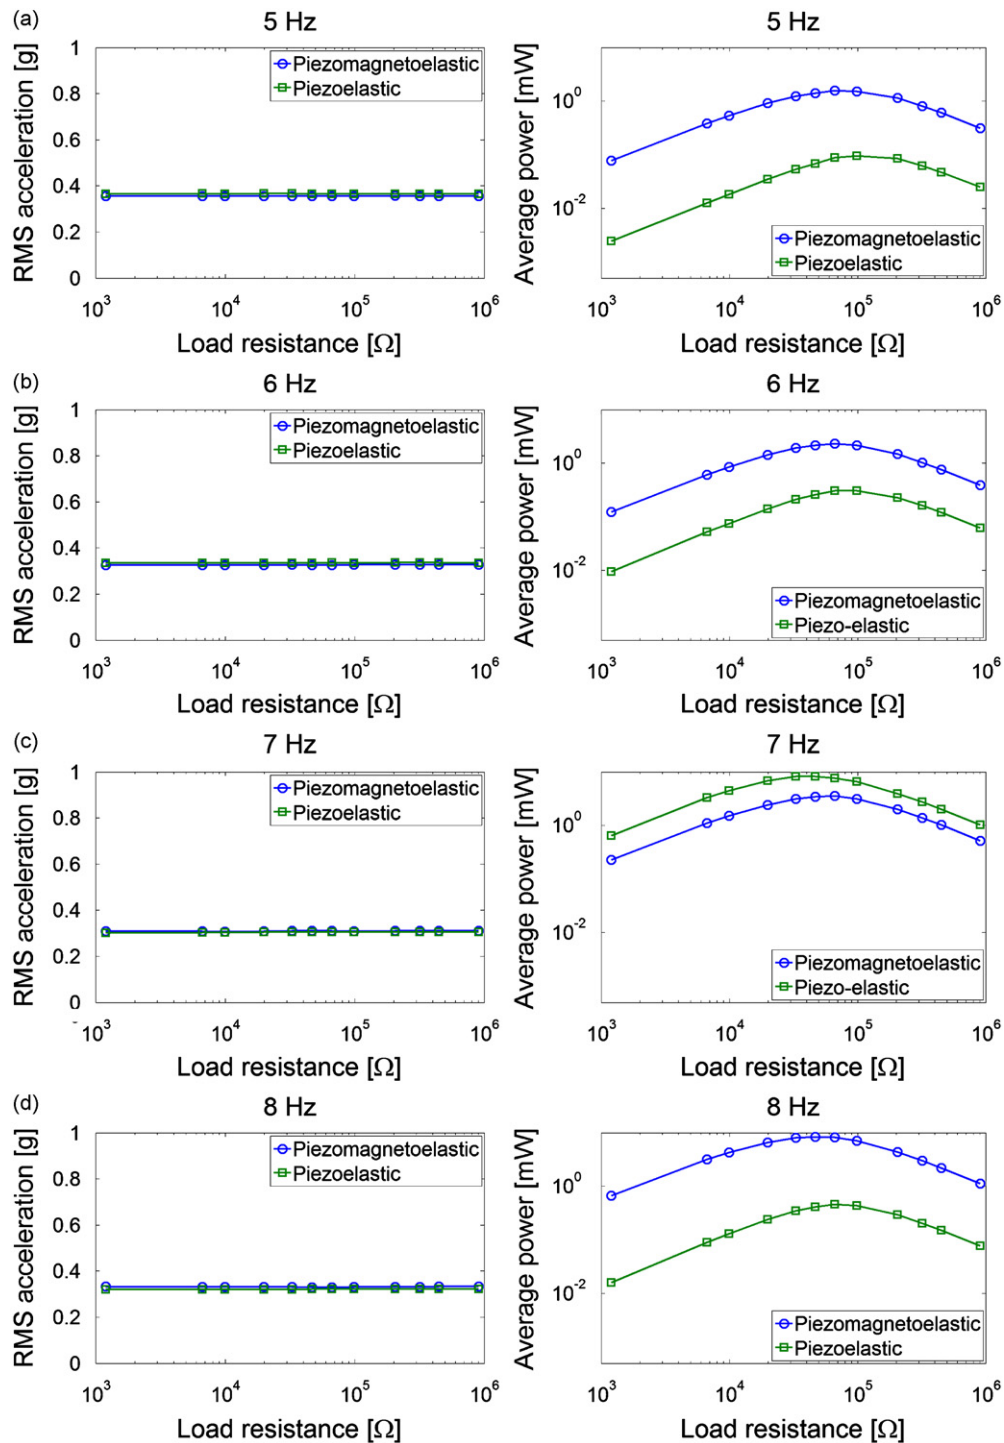 (a)
5 Hz
RMS acceleration [g]
1
0.8
0.6
0.4
0.2
0
Piezomagnetoelastic
Piezoelastic
10^3 10^4 10^5 10^6
Load resistance [Ω]
5 Hz
Average power [mW]
10^0
10^-2
Piezomagnetoelastic
Piezoelastic
10^3 10^4 10^5 10^6
Load resistance [Ω]
(b)
6 Hz
RMS acceleration [g]
1
0.8
0.6
0.4
0.2
0
Piezomagnetoelastic
Piezoelastic
10^3 10^4 10^5 10^6
Load resistance [Ω]
6 Hz
Average power [mW]
10^0
10^-2
Piezomagnetoelastic
Piezo-elastic
10^3 10^4 10^5 10^6
Load resistance [Ω]
(c)
7 Hz
RMS acceleration [g]
1
0.8
0.6
0.4
0.2
0
Piezomagnetoelastic
Piezoelastic
10^3 10^4 10^5 10^6
Load resistance [Ω]
7 Hz
Average power [mW]
10^0
10^-2
Piezomagnetoelastic
Piezo-elastic
10^3 10^4 10^5 10^6
Load resistance [Ω]
(d)
8 Hz
RMS acceleration [g]
1
0.8
0.6
0.4
0.2
0
Piezomagnetoelastic
Piezoelastic
10^3 10^4 10^5 10^6
Load resistance [Ω]
8 Hz
Average power [mW]
10^0
10^-2
Piezomagnetoelastic
Piezoelastic
10^3 10^4 10^5 10^6
Load resistance [Ω]